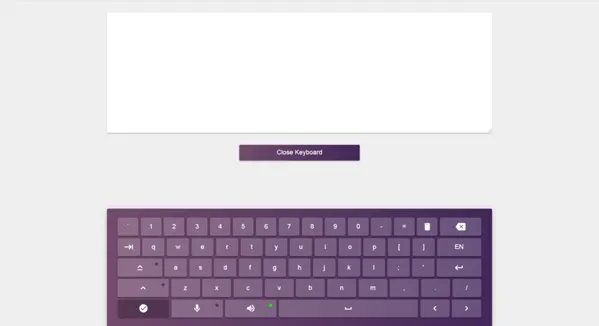 Close Keyboard
` 1 2 3 4 5 6 7 8 9 0 - =
q w e r t y u i o p [ ] EN
a s d f g h j k l ; '
z x c v b n m , . /